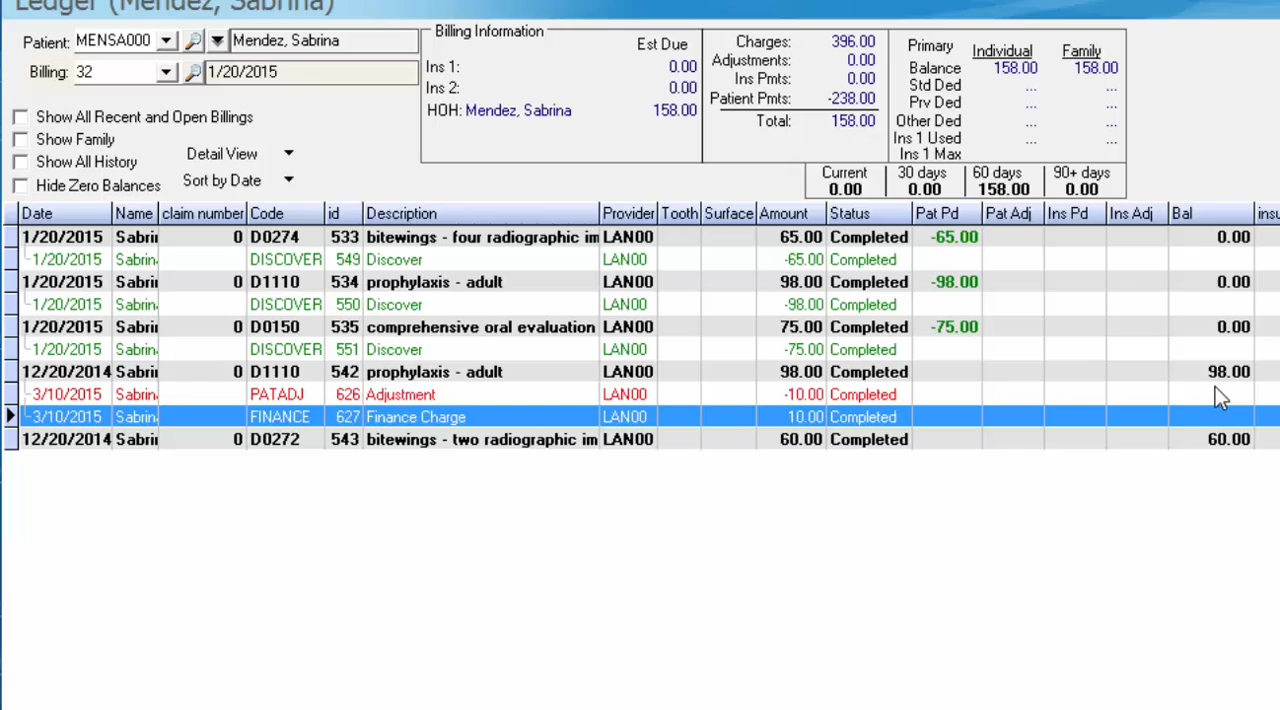 Ledger (Mendez, Sabrina)
Patient: MENSA000 Mendez, Sabrina
Billing: 32 1/20/2015
Show All Recent and Open Billings
Show Family
Show All History
Hide Zero Balances
Detail View
Sort by Date
Billing Information
Est Due
Ins 1: 0.00
Ins 2: 0.00
HOH: Mendez, Sabrina 158.00
Charges: 396.00
Adjustments: 0.00
Ins Pmts: 0.00
Patient Pmts: -238.00
Total: 158.00
Primary Individual Family
Balance 158.00 158.00
Std Ded ... ...
Prv Ded ... ...
Other Ded ... ...
Ins 1 Used ... ...
Ins 1 Max
Current 30 days 60 days 90+ days
0.00 0.00 158.00 0.00
Date Name claim number Code id Description Provider Tooth Surface Amount Status Pat Pd Pat Adj Ins Pd Ins Adj Bal insu
1/20/2015 Sabri 0 D0274 533 bitewings - four radiographic im LAN00 65.00 Completed -65.00 0.00
1/20/2015 Sabrin DISCOVER 549 Discover LAN00 -65.00 Completed
1/20/2015 Sabri 0 D1110 534 prophylaxis - adult LAN00 98.00 Completed -98.00 0.00
1/20/2015 Sabrin DISCOVER 550 Discover LAN00 -98.00 Completed
1/20/2015 Sabri 0 D0150 535 comprehensive oral evaluation LAN00 75.00 Completed -75.00 0.00
1/20/2015 Sabrin DISCOVER 551 Discover LAN00 -75.00 Completed
12/20/2014 Sabri 0 D1110 542 prophylaxis - adult LAN00 98.00 Completed 98.00
3/10/2015 Sabrin PATADJ 626 Adjustment LAN00 -10.00 Completed
3/10/2015 Sabrin FINANCE 627 Finance Charge LAN00 10.00 Completed
12/20/2014 Sabri 0 D0272 543 bitewings - two radiographic im LAN00 60.00 Completed 60.00